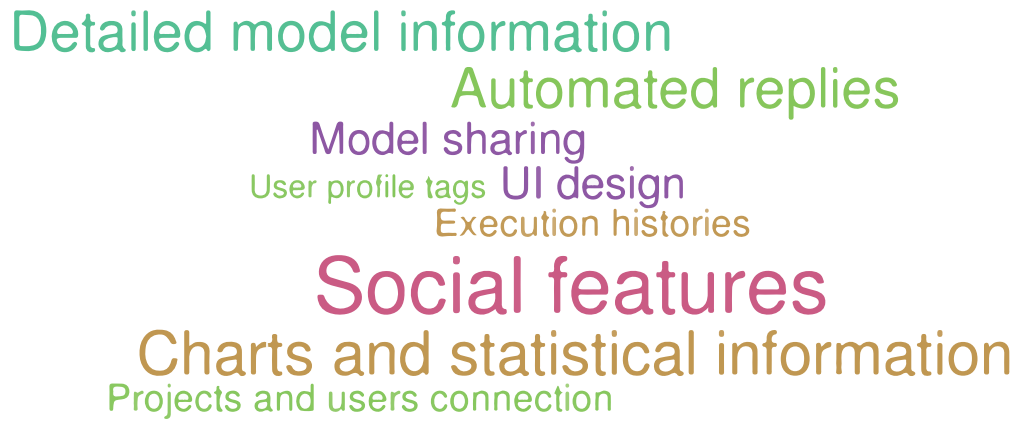 Detailed model information
Automated replies
Model sharing
User profile tags UI design
Execution histories
Social features
Charts and statistical information
Projects and users connection